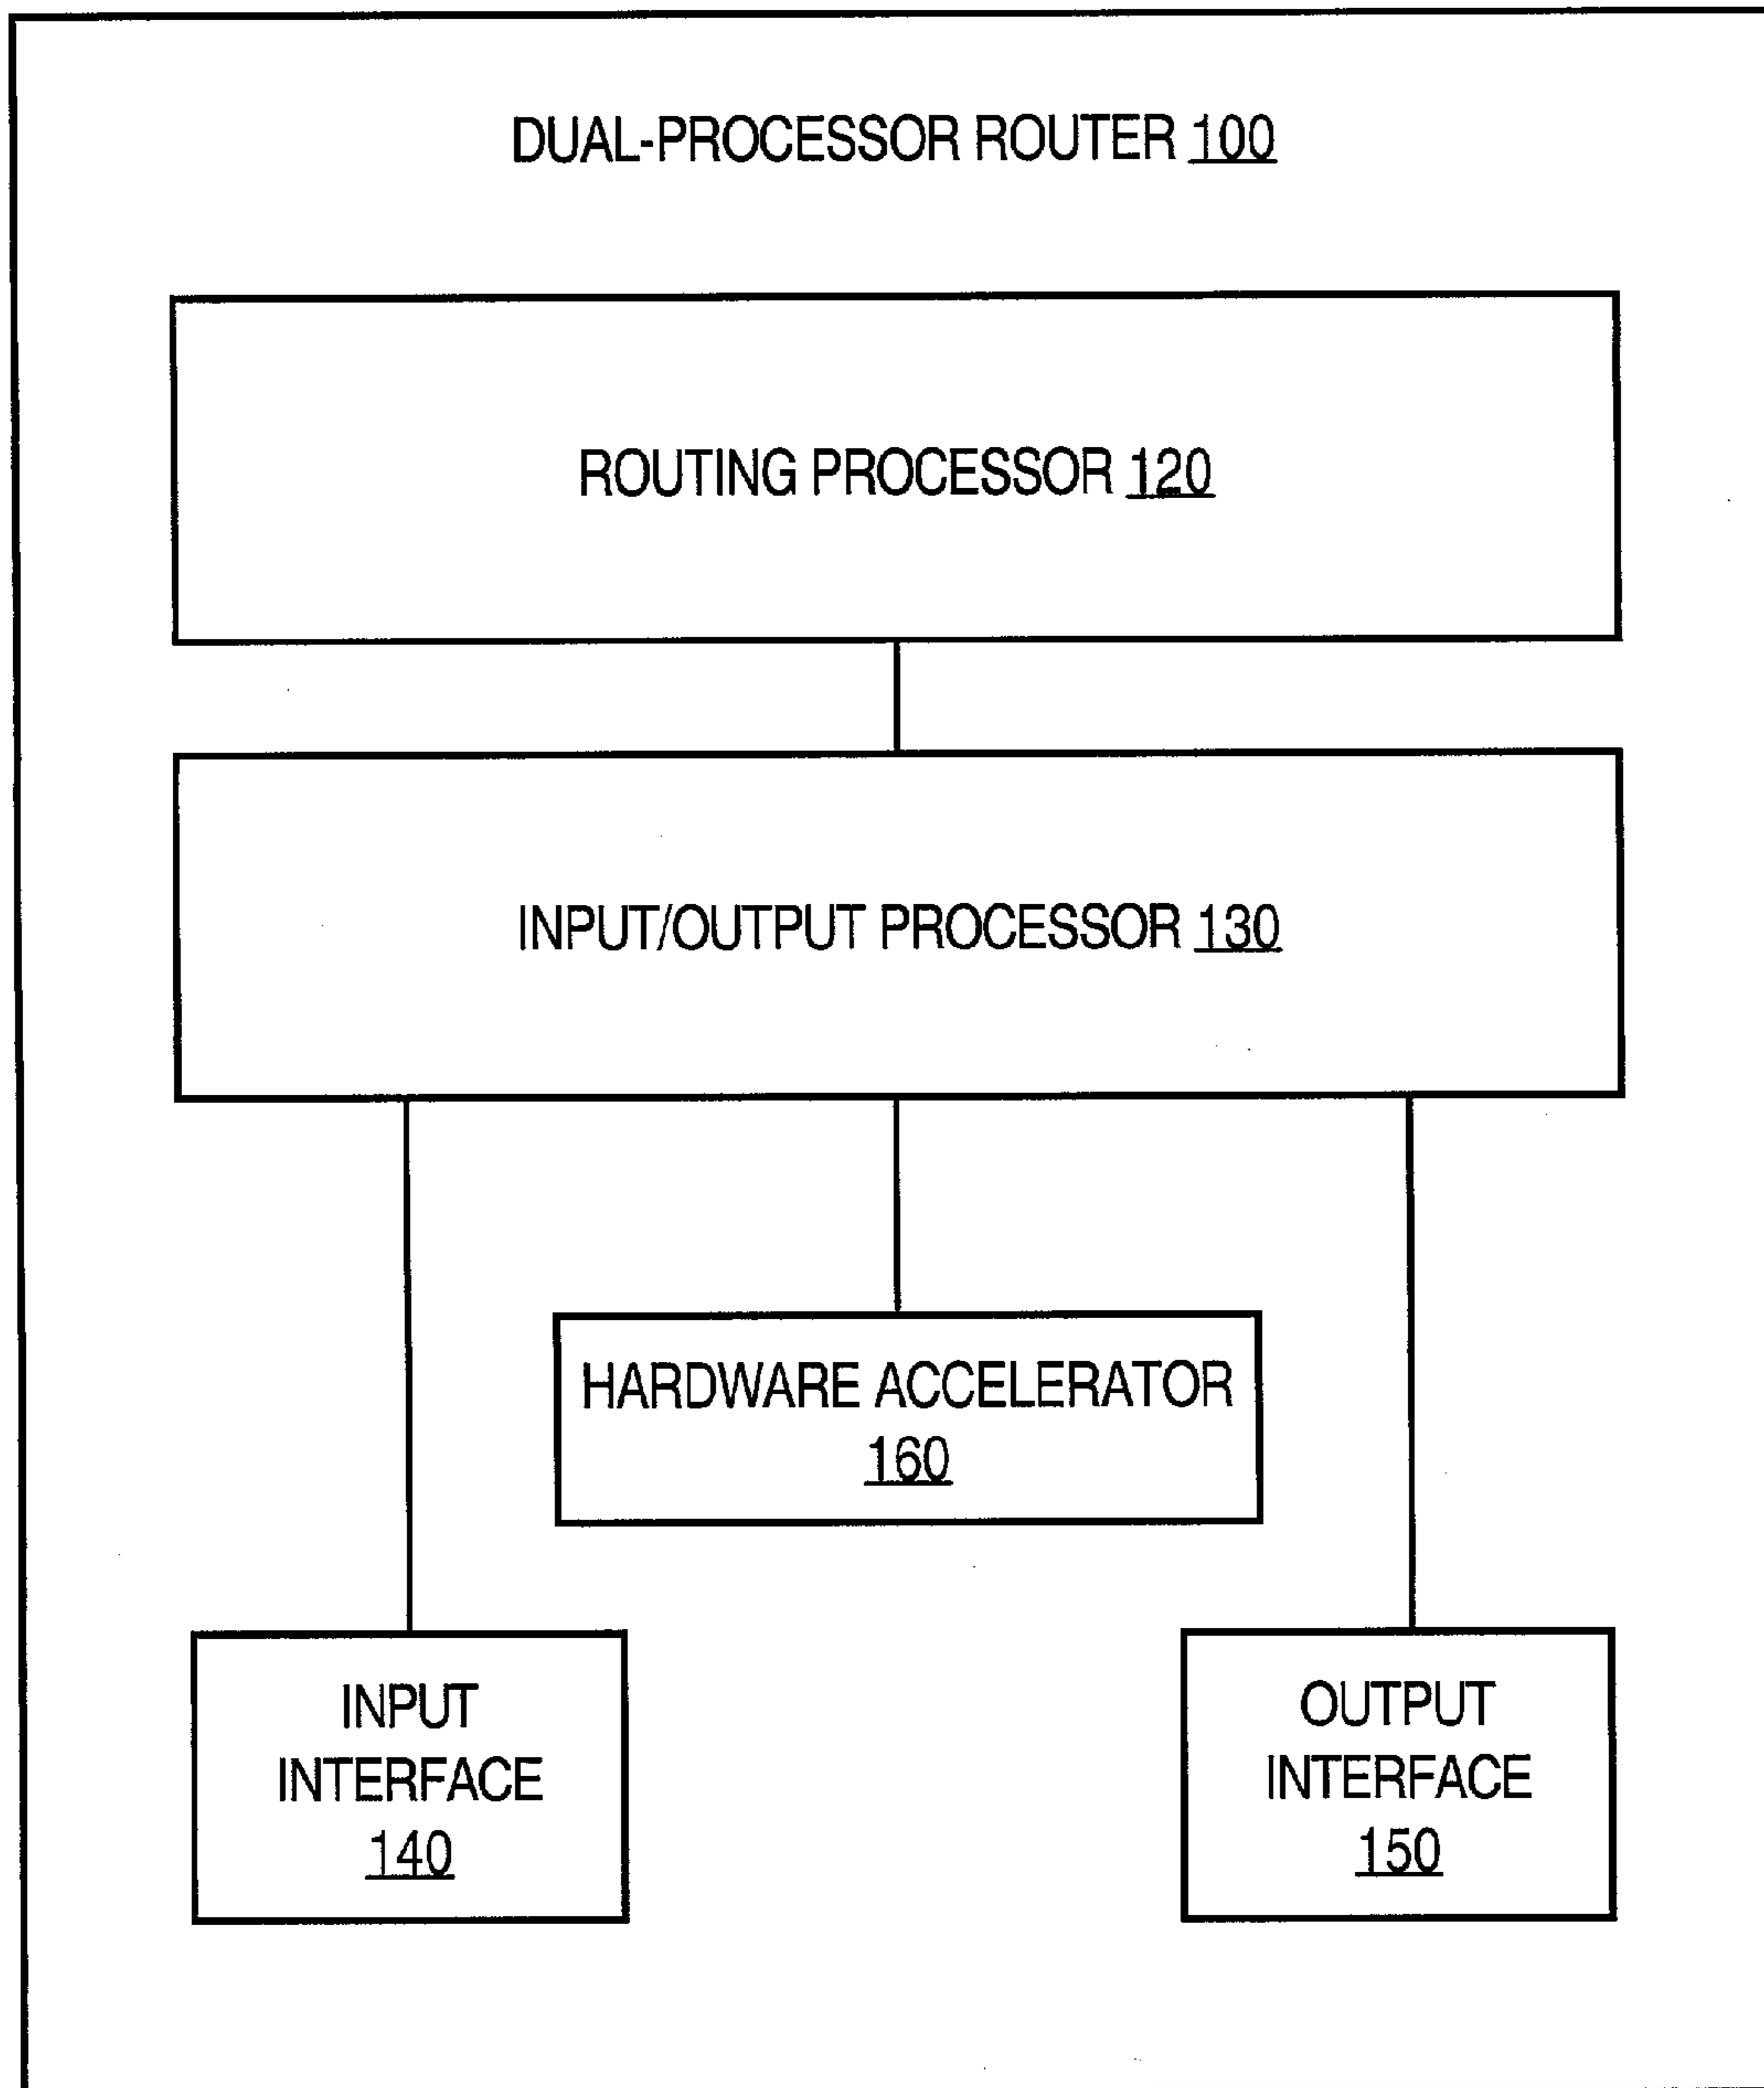 DUAL-PROCESSOR ROUTER 100
ROUTING PROCESSOR 120
INPUT/OUTPUT PROCESSOR 130
HARDWARE ACCELERATOR
160
INPUT
INTERFACE
140
OUTPUT
INTERFACE
150